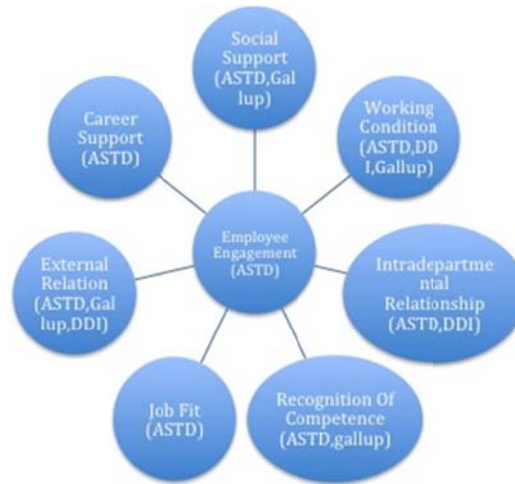 Social
Support
(ASTD,Gal
lup)
Working
Condition
(ASTD,DD
I,Gallup)
Intradepartme
ntal
Relationship
(ASTD,DDI)
Recognition Of
Competence
(ASTD,gallup)
Job Fit
(ASTD)
External
Relation
(ASTD,Gal
lup,DDI)
Career
Support
(ASTD)
Employee
Engagement
(ASTD)